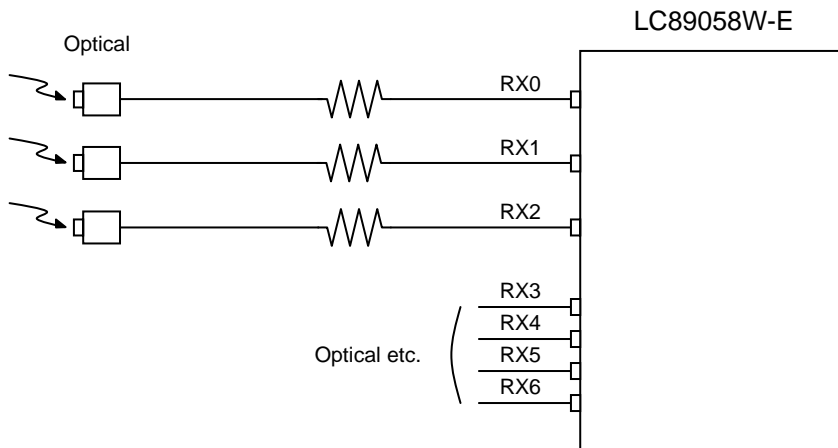 LC89058W-E
Optical
RX0
RX1
RX2
RX3
RX4
Optical etc.
RX5
RX6